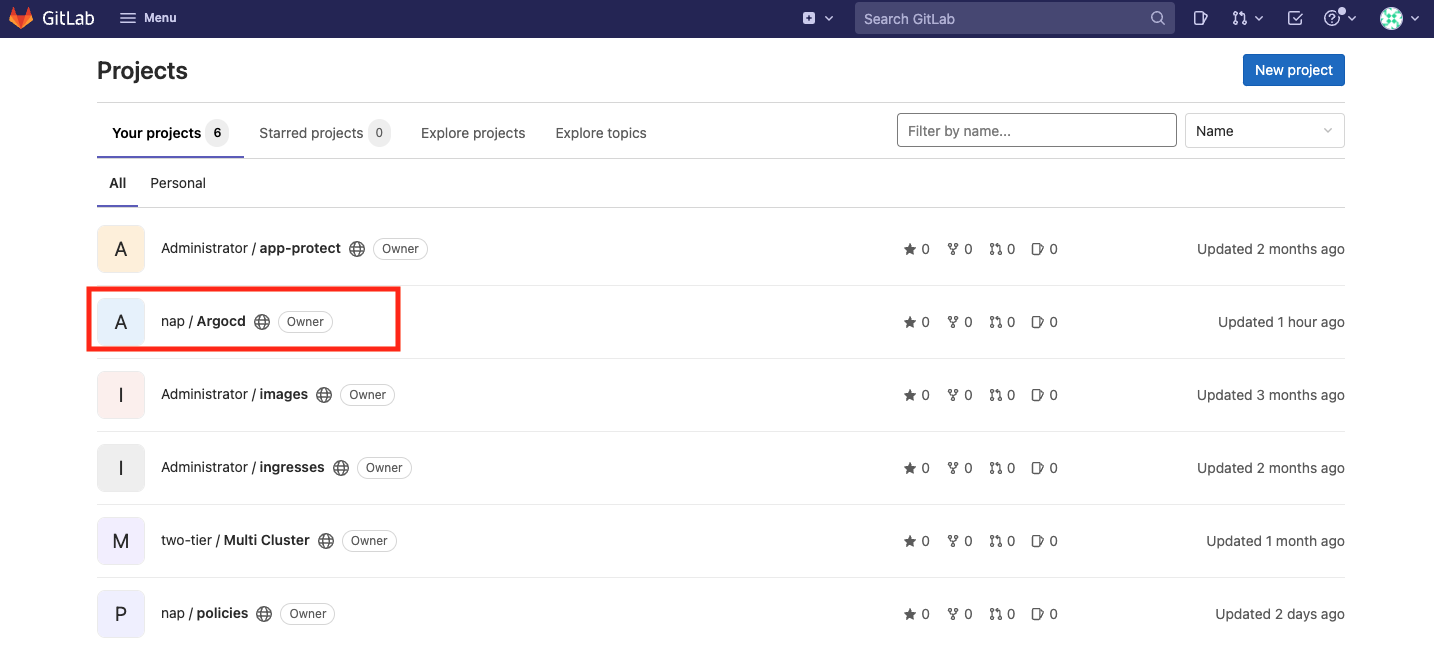 GitLab Menu Search GitLab
Projects New project
Your projects 6 Starred projects 0 Explore projects Explore topics Filter by name... Name
All Personal
A Administrator / app-protect Owner 0 0 0 0 Updated 2 months ago
A nap / Argocd Owner 0 0 0 0 Updated 1 hour ago
I Administrator / images Owner 0 0 0 0 Updated 3 months ago
I Administrator / ingresses Owner 0 0 0 0 Updated 2 months ago
M two-tier / Multi Cluster Owner 0 0 0 0 Updated 1 month ago
P nap / policies Owner 0 0 0 0 Updated 2 days ago